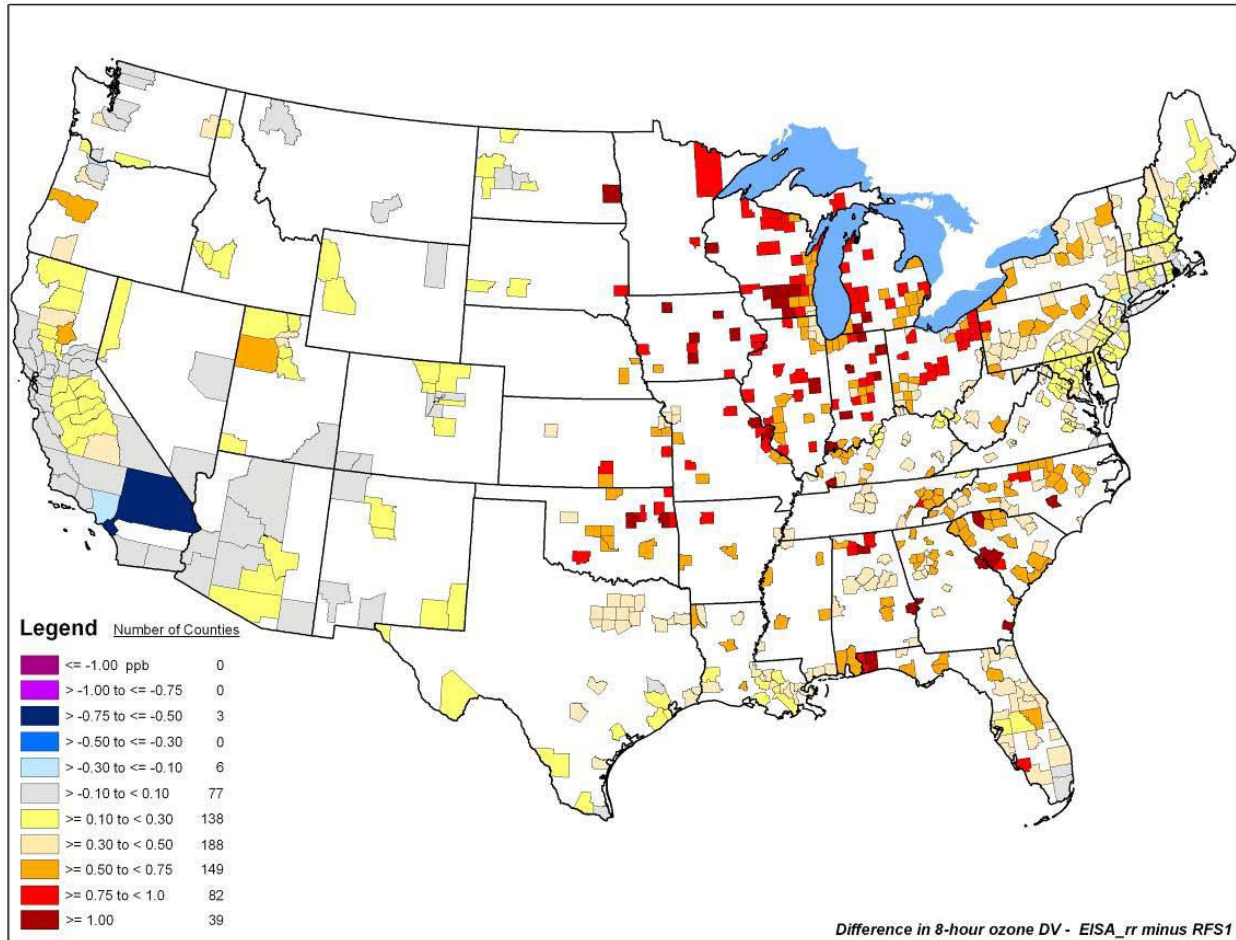 Legend Number of Counties
<= -1.00 ppb 0
> -1.00 to <= -0.75 0
> -0.75 to <= -0.50 3
> -0.50 to <= -0.30 0
> -0.30 to <= -0.10 6
> -0.10 to < 0.10 77
>= 0.10 to < 0.30 138
>= 0.30 to < 0.50 188
>= 0.50 to < 0.75 149
>= 0.75 to < 1.0 82
>= 1.00 39
Difference in 8-hour ozone DV - EISA_rr minus RFS1